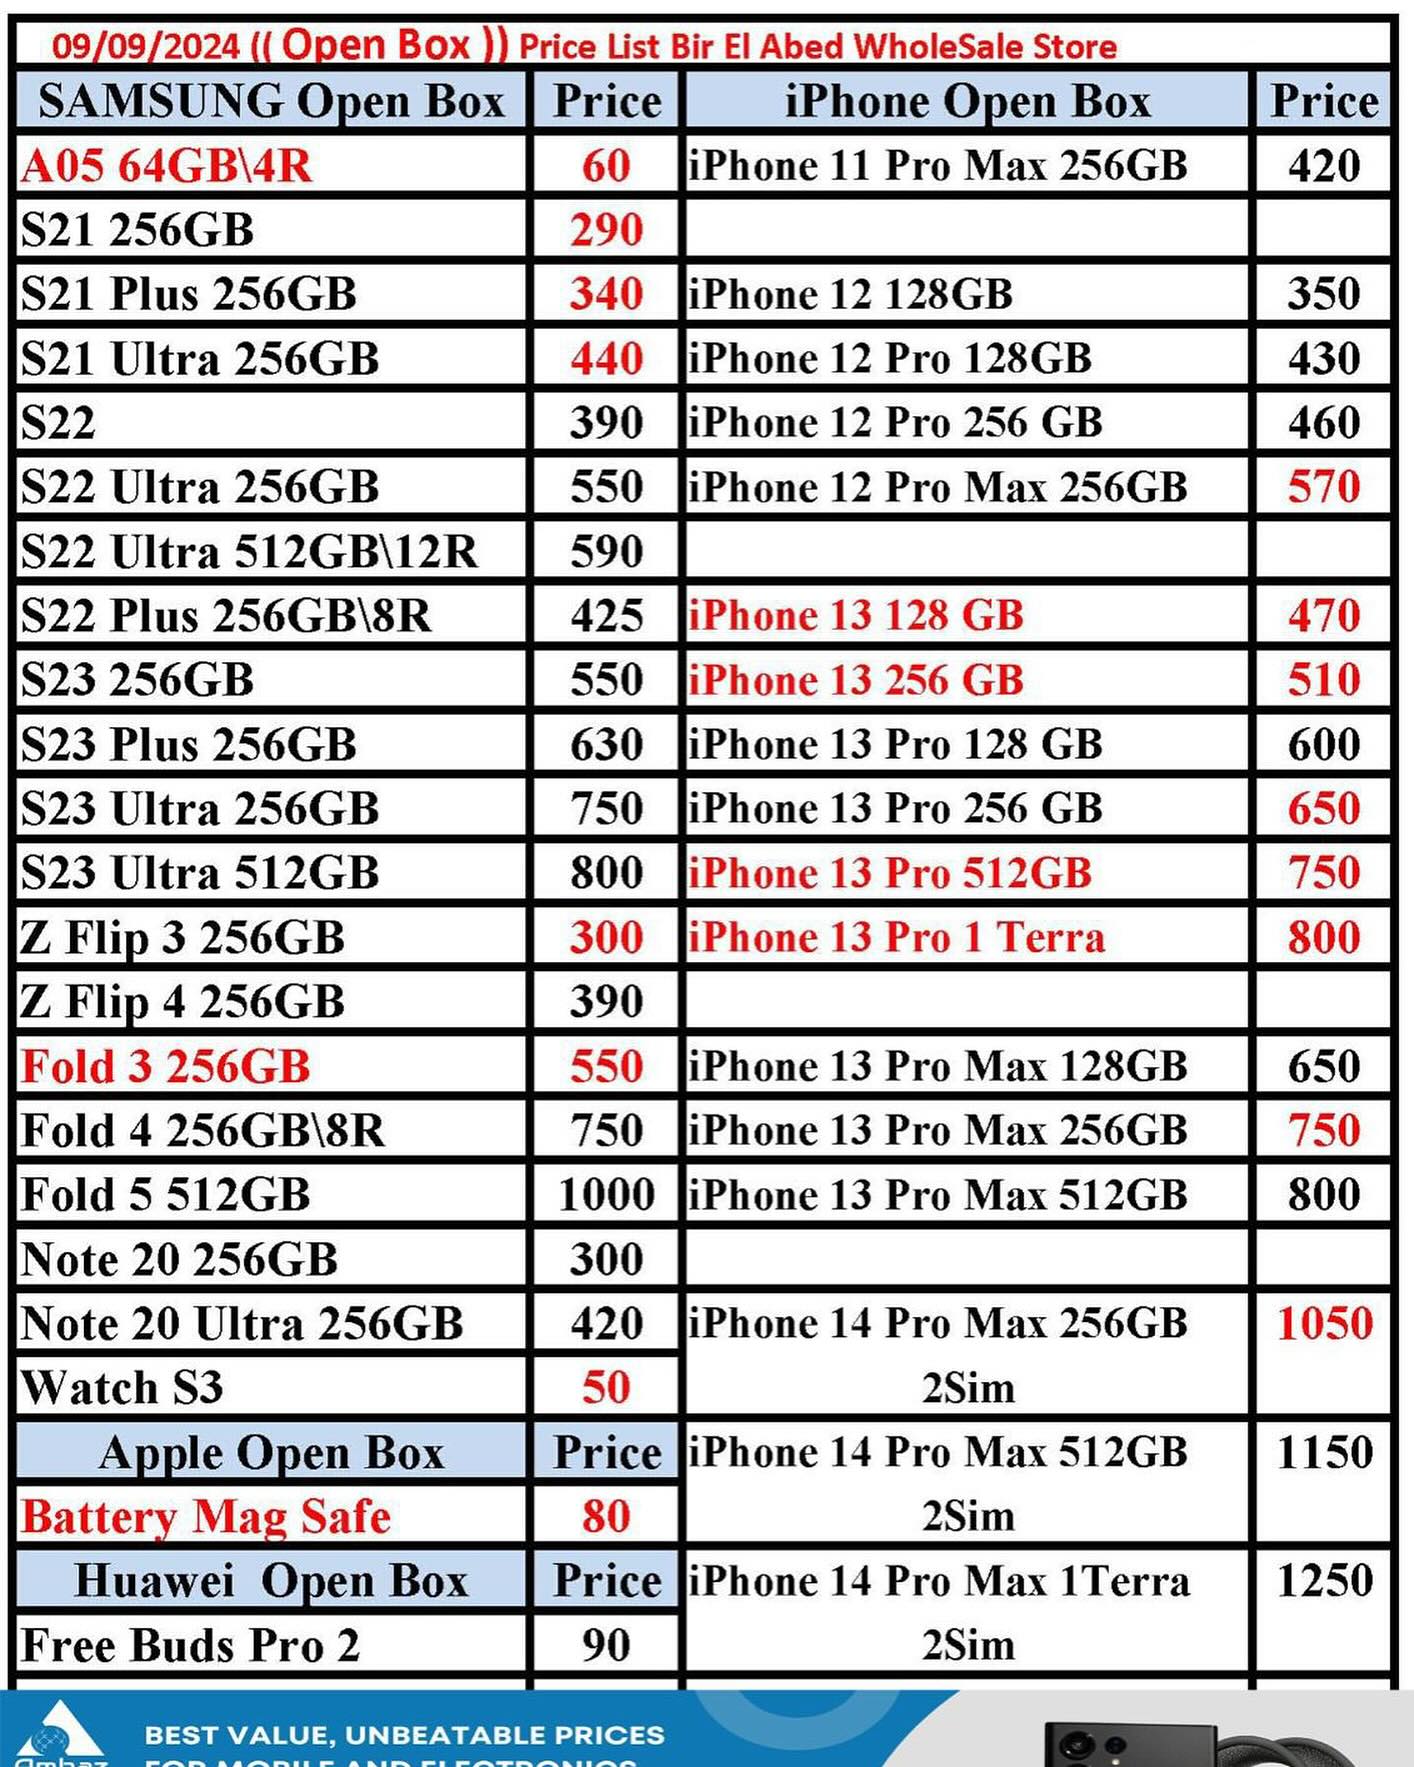 09/09/2024 (( Open Box )) Price List Bir El Abed WholeSale Store
SAMSUNG Open Box Price iPhone Open Box Price
A05 64GB\4R 60 iPhone 11 Pro Max 256GB 420
S21 256GB 290
S21 Plus 256GB 340 iPhone 12 128GB 350
S21 Ultra 256GB 440 iPhone 12 Pro 128GB 430
S22 390 iPhone 12 Pro 256 GB 460
S22 Ultra 256GB 550 iPhone 12 Pro Max 256GB 570
S22 Ultra 512GB\12R 590
S22 Plus 256GB\8R 425 iPhone 13 128 GB 470
S23 256GB 550 iPhone 13 256 GB 510
S23 Plus 256GB 630 iPhone 13 Pro 128 GB 600
S23 Ultra 256GB 750 iPhone 13 Pro 256 GB 650
S23 Ultra 512GB 800 iPhone 13 Pro 512GB 750
Z Flip 3 256GB 300 iPhone 13 Pro 1 Terra 800
Z Flip 4 256GB 390
Fold 3 256GB 550 iPhone 13 Pro Max 128GB 650
Fold 4 256GB\8R 750 iPhone 13 Pro Max 256GB 750
Fold 5 512GB 1000 iPhone 13 Pro Max 512GB 800
Note 20 256GB 300
Note 20 Ultra 256GB 420 iPhone 14 Pro Max 256GB 1050
Watch S3 50 2Sim
Apple Open Box Price iPhone 14 Pro Max 512GB 1150
Battery Mag Safe 80 2Sim
Huawei Open Box Price iPhone 14 Pro Max 1Terra 1250
Free Buds Pro 2 90 2Sim
BEST VALUE, UNBEATABLE PRICES
FOR MOBILE AND ELECTRONICS